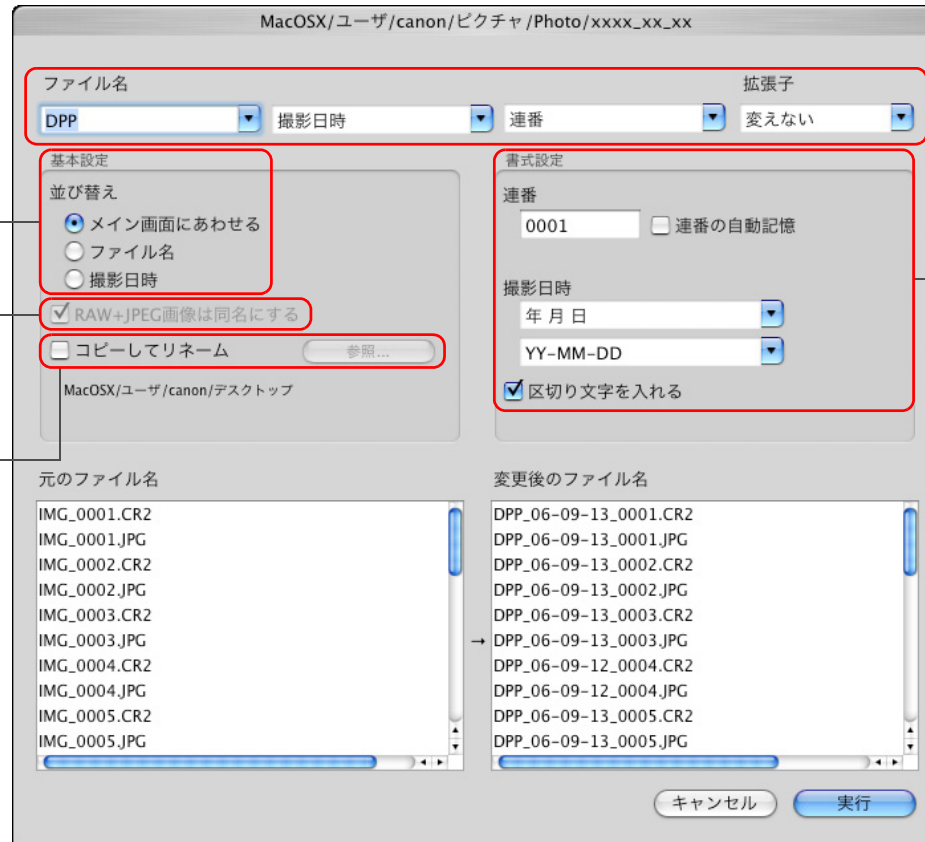 MacOSX/ユーザ/canon/ピクチャ/Photo/xxxx_xx_xx
ファイル名 拡張子
DPP 撮影日時 連番 変えない
基本設定
並び替え
メイン画面にあわせる
ファイル名
撮影日時
RAW+JPEG画像は同名にする
コピーしてリネーム 参照...
MacOSX/ユーザ/canon/デスクトップ
書式設定
連番
0001 連番の自動記憶
撮影日時
年月日
YY-MM-DD
区切り文字を入れる
元のファイル名
IMG_0001.CR2
IMG_0001.JPG
IMG_0002.CR2
IMG_0002.JPG
IMG_0003.CR2
IMG_0003.JPG
IMG_0004.CR2
IMG_0004.JPG
IMG_0005.CR2
IMG_0005.JPG
→
変更後のファイル名
DPP_06-09-13_0001.CR2
DPP_06-09-13_0001.JPG
DPP_06-09-13_0002.CR2
DPP_06-09-13_0002.JPG
DPP_06-09-13_0003.CR2
DPP_06-09-13_0003.JPG
DPP_06-09-12_0004.CR2
DPP_06-09-12_0004.JPG
DPP_06-09-13_0005.CR2
DPP_06-09-13_0005.JPG
キャンセル 実行